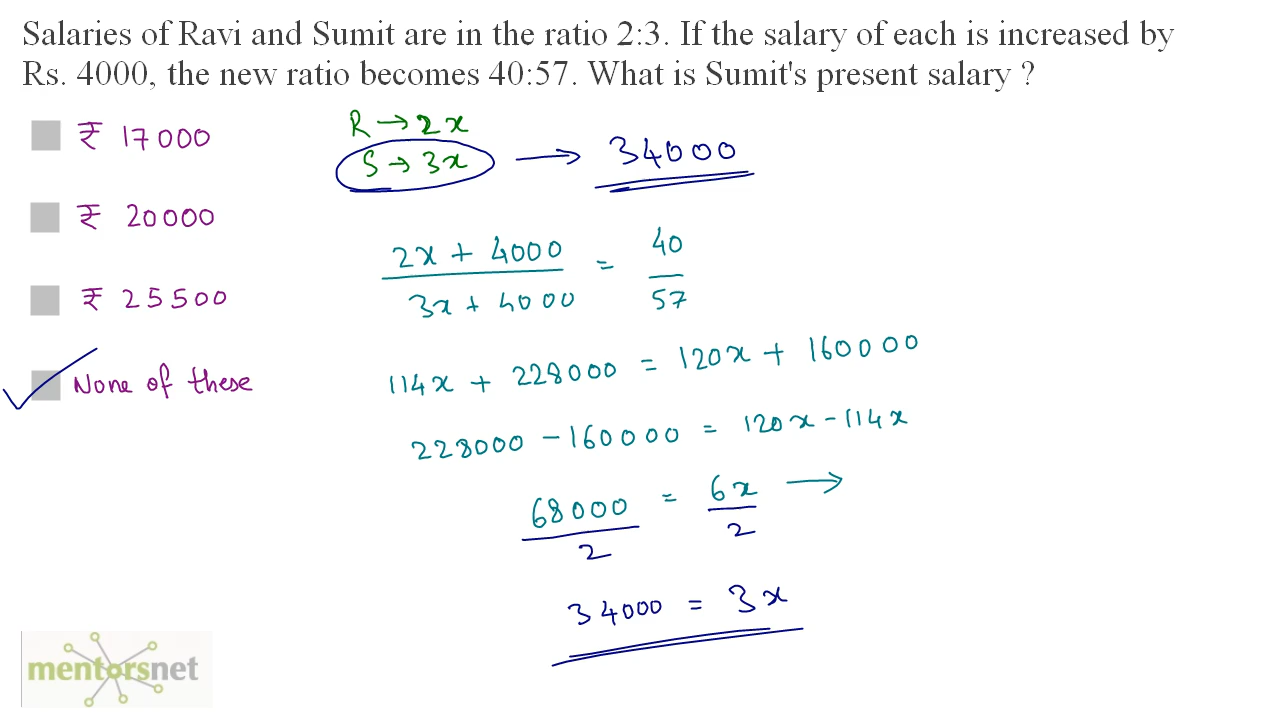 Salaries of Ravi and Sumit are in the ratio 2:3. If the salary of each is increased by
Rs. 4000, the new ratio becomes 40:57. What is Sumit's present salary ?
₹ 17000
₹ 20000
₹ 25500
None of these
R → 2x
S → 3x → 34000
2x + 4000 / 3x + 4000 = 40 / 57
114x + 228000 = 120x + 160000
228000 - 160000 = 120x - 114x
68000 / 2 = 6x / 2 →
34000 = 3x
mentorsnet